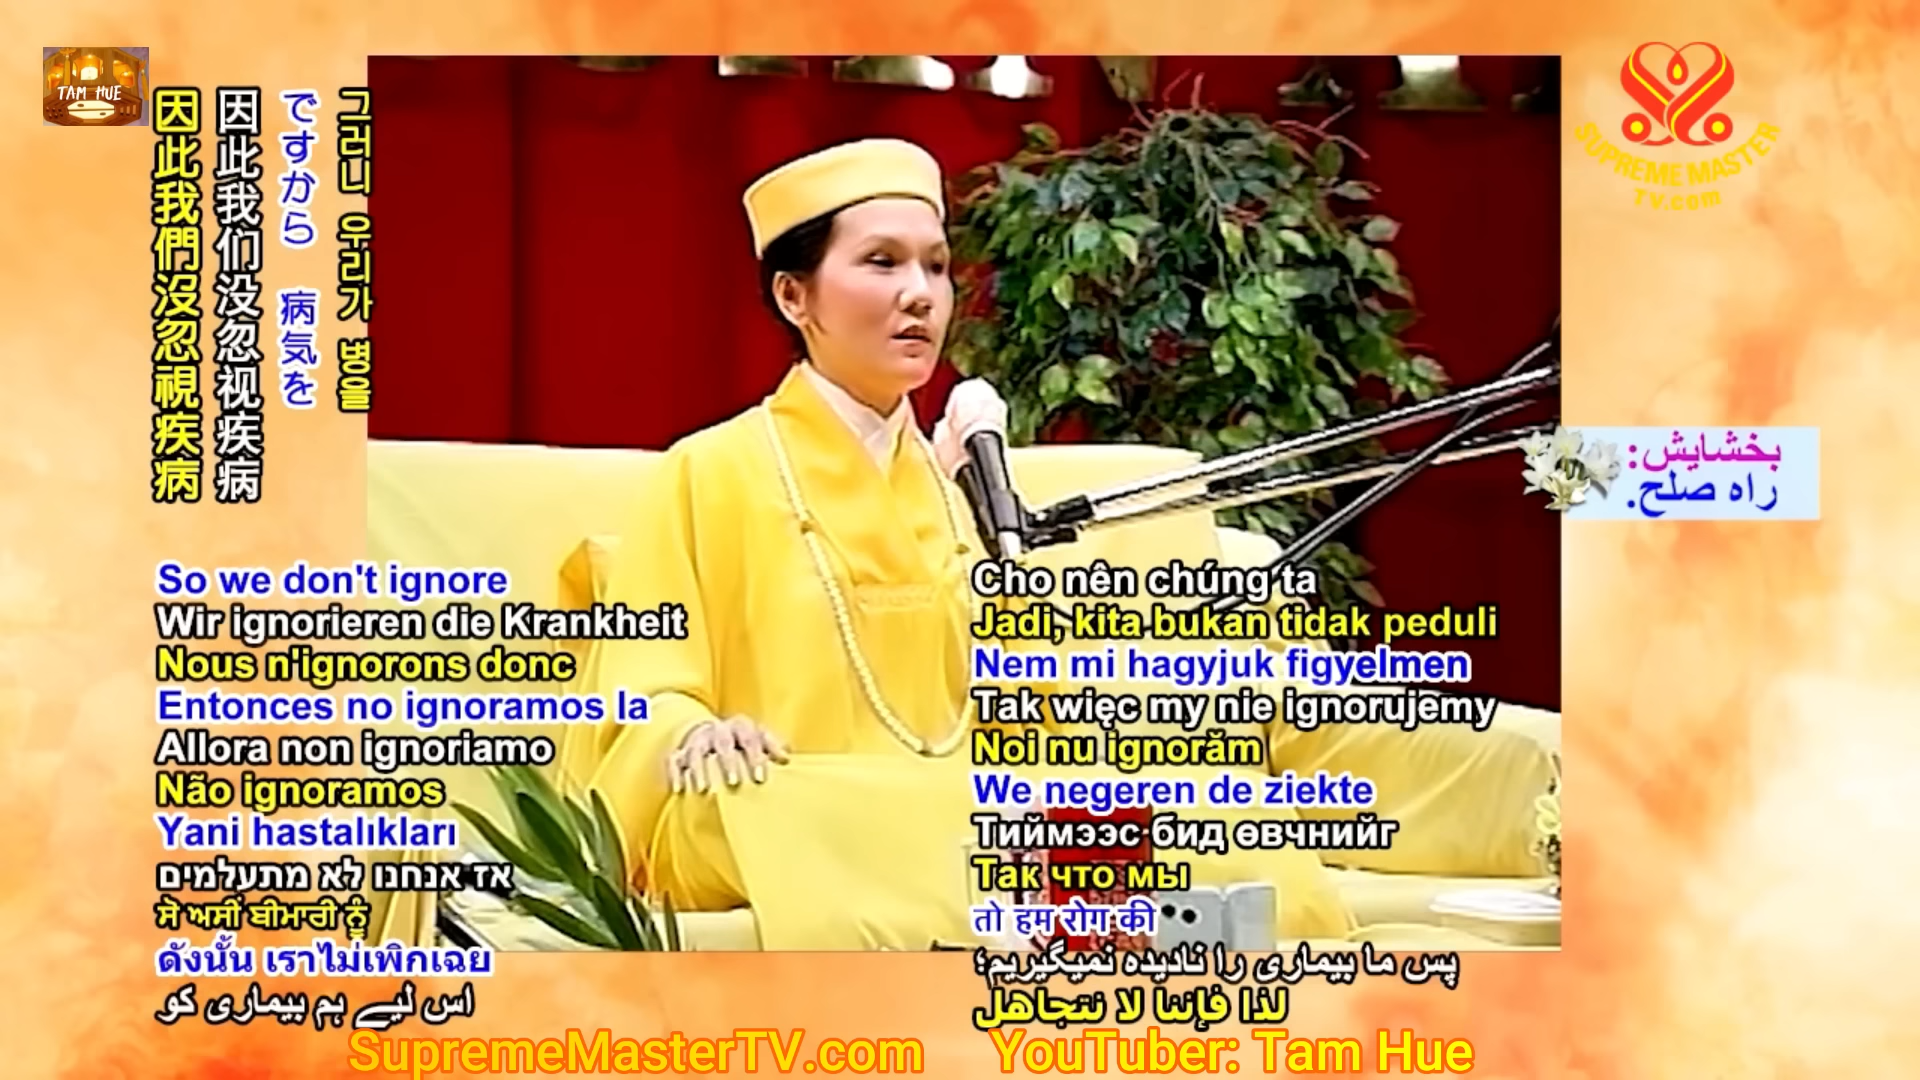 TAM HUE
因此我們沒忽視疾病
因此我们没忽视疾病
ですから 病気を
그러니 우리가 병을
SUPREME MASTER
TV.com
بخشایش:
راه صلح.
So we don't ignore
Wir ignorieren die Krankheit
Nous n'ignorons donc
Entonces no ignoramos la
Allora non ignoriamo
Não ignoramos
Yani hastalıkları
אז אנחנו לא מתעלמים
ਸੋ ਅਸੀਂ ਬੀਮਾਰੀ ਨੂੰ
ดังนั้น เราไม่เพิกเฉย
اس لیے ہم بیماری کو
Cho nên chúng ta
Jadi, kita bukan tidak peduli
Nem mi hagyjuk figyelmen
Tak więc my nie ignorujemy
Noi nu ignorăm
We negeren de ziekte
Тиймээс бид өвчнийг
Так что мы
तो हम रोग की
پس ما بیماری را نادیده نمیگیریم؛
لذا فإننا لا نتجاهل
SupremeMasterTV.com YouTuber: Tam Hue